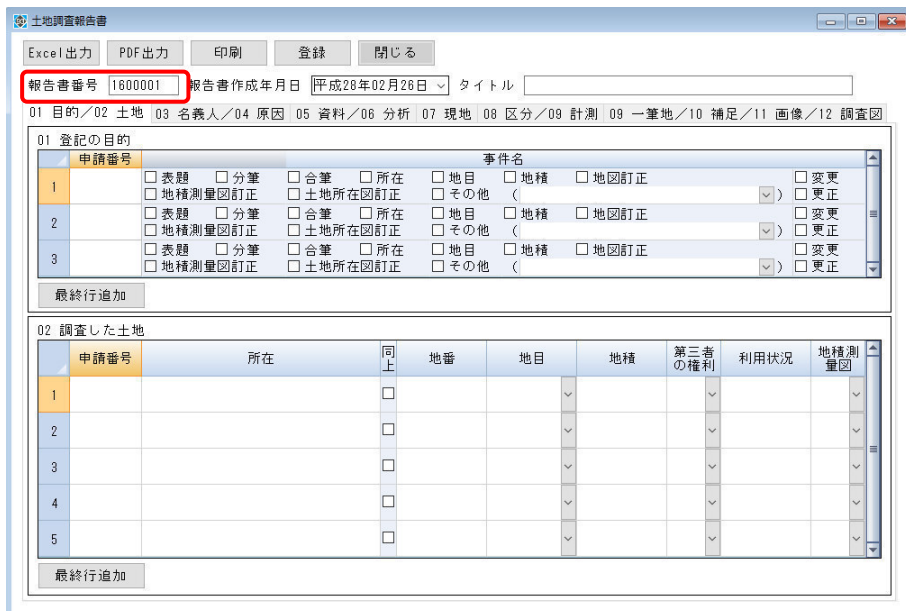 土地調査報告書
Excel出力 PDF出力 印刷 登録 閉じる
報告書番号 1600001 報告書作成年月日 平成28年02月26日 タイトル
01 目的/02 土地 03 名義人/04 原因 05 資料/06 分析 07 現地 08 区分/09 計測 09 一筆地/10 補足/11 画像/12 調査図
01 登記の目的
申請番号 事件名
1 表題 分筆 合筆 所在 地目 地積 地図訂正 変更
地積測量図訂正 土地所在図訂正 その他 ( ) 更正
2 表題 分筆 合筆 所在 地目 地積 地図訂正 変更
地積測量図訂正 土地所在図訂正 その他 ( ) 更正
3 表題 分筆 合筆 所在 地目 地積 地図訂正 変更
地積測量図訂正 土地所在図訂正 その他 ( ) 更正
最終行追加
02 調査した土地
申請番号 所在 同上 地番 地目 地積 第三者の権利 利用状況 地積測量図
1
2
3
4
5
最終行追加